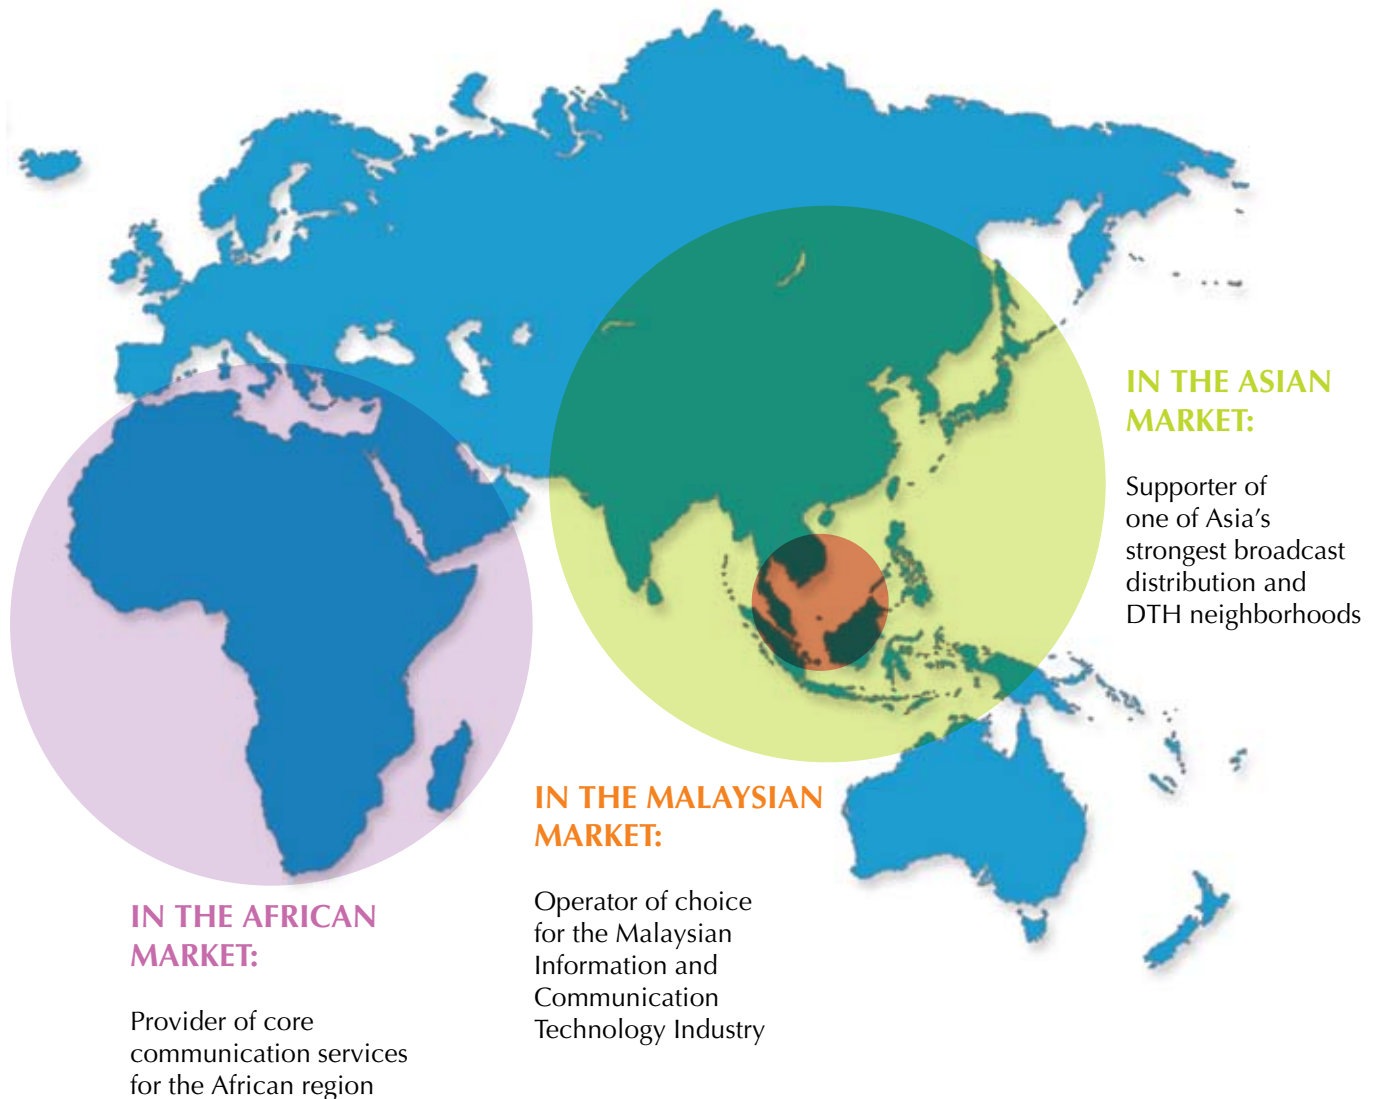 IN THE ASIAN
MARKET:
Supporter of
one of Asia’s
strongest broadcast
distribution and
DTH neighborhoods
IN THE MALAYSIAN
MARKET:
Operator of choice
for the Malaysian
Information and
Communication
Technology Industry
IN THE AFRICAN
MARKET:
Provider of core
communication services
for the African region